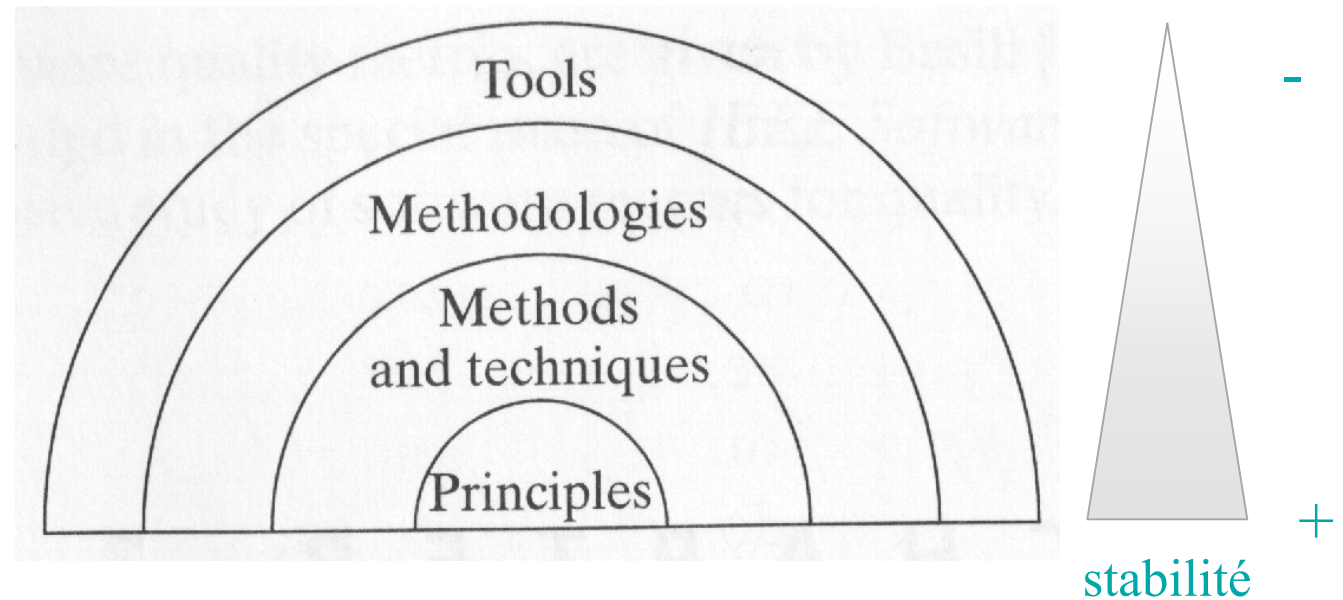 Tools
Methodologies
Methods
and techniques
Principles
-
+
stabilité